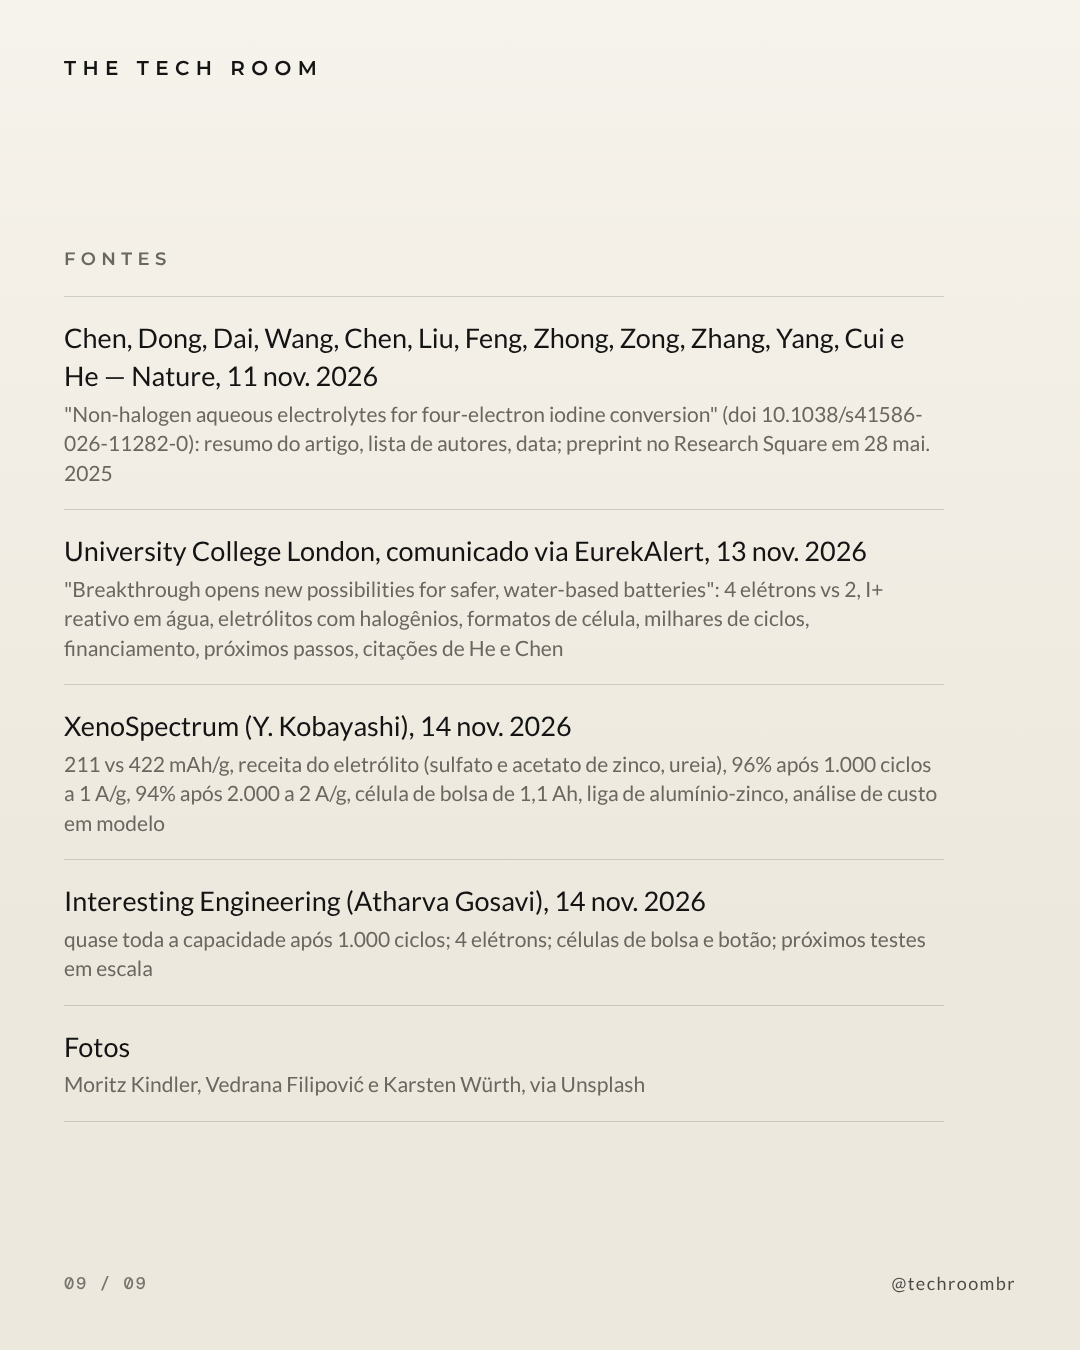 THE TECH ROOM
FONTES
Chen, Dong, Dai, Wang, Chen, Liu, Feng, Zhong, Zong, Zhang, Yang, Cui e
He — Nature, 11 nov. 2026
"Non-halogen aqueous electrolytes for four-electron iodine conversion" (doi 10.1038/s41586-
026-11282-0): resumo do artigo, lista de autores, data; preprint no Research Square em 28 mai.
2025
University College London, comunicado via EurekAlert, 13 nov. 2026
"Breakthrough opens new possibilities for safer, water-based batteries": 4 elétrons vs 2, I+
reativo em água, eletrólitos com halogênios, formatos de célula, milhares de ciclos,
financiamento, próximos passos, citações de He e Chen
XenoSpectrum (Y. Kobayashi), 14 nov. 2026
211 vs 422 mAh/g, receita do eletrólito (sulfato e acetato de zinco, ureia), 96% após 1.000 ciclos
a 1 A/g, 94% após 2.000 a 2 A/g, célula de bolsa de 1,1 Ah, liga de alumínio-zinco, análise de custo
em modelo
Interesting Engineering (Atharva Gosavi), 14 nov. 2026
quase toda a capacidade após 1.000 ciclos; 4 elétrons; células de bolsa e botão; próximos testes
em escala
Fotos
Moritz Kindler, Vedrana Filipović e Karsten Würth, via Unsplash
09 / 09
@techroombr